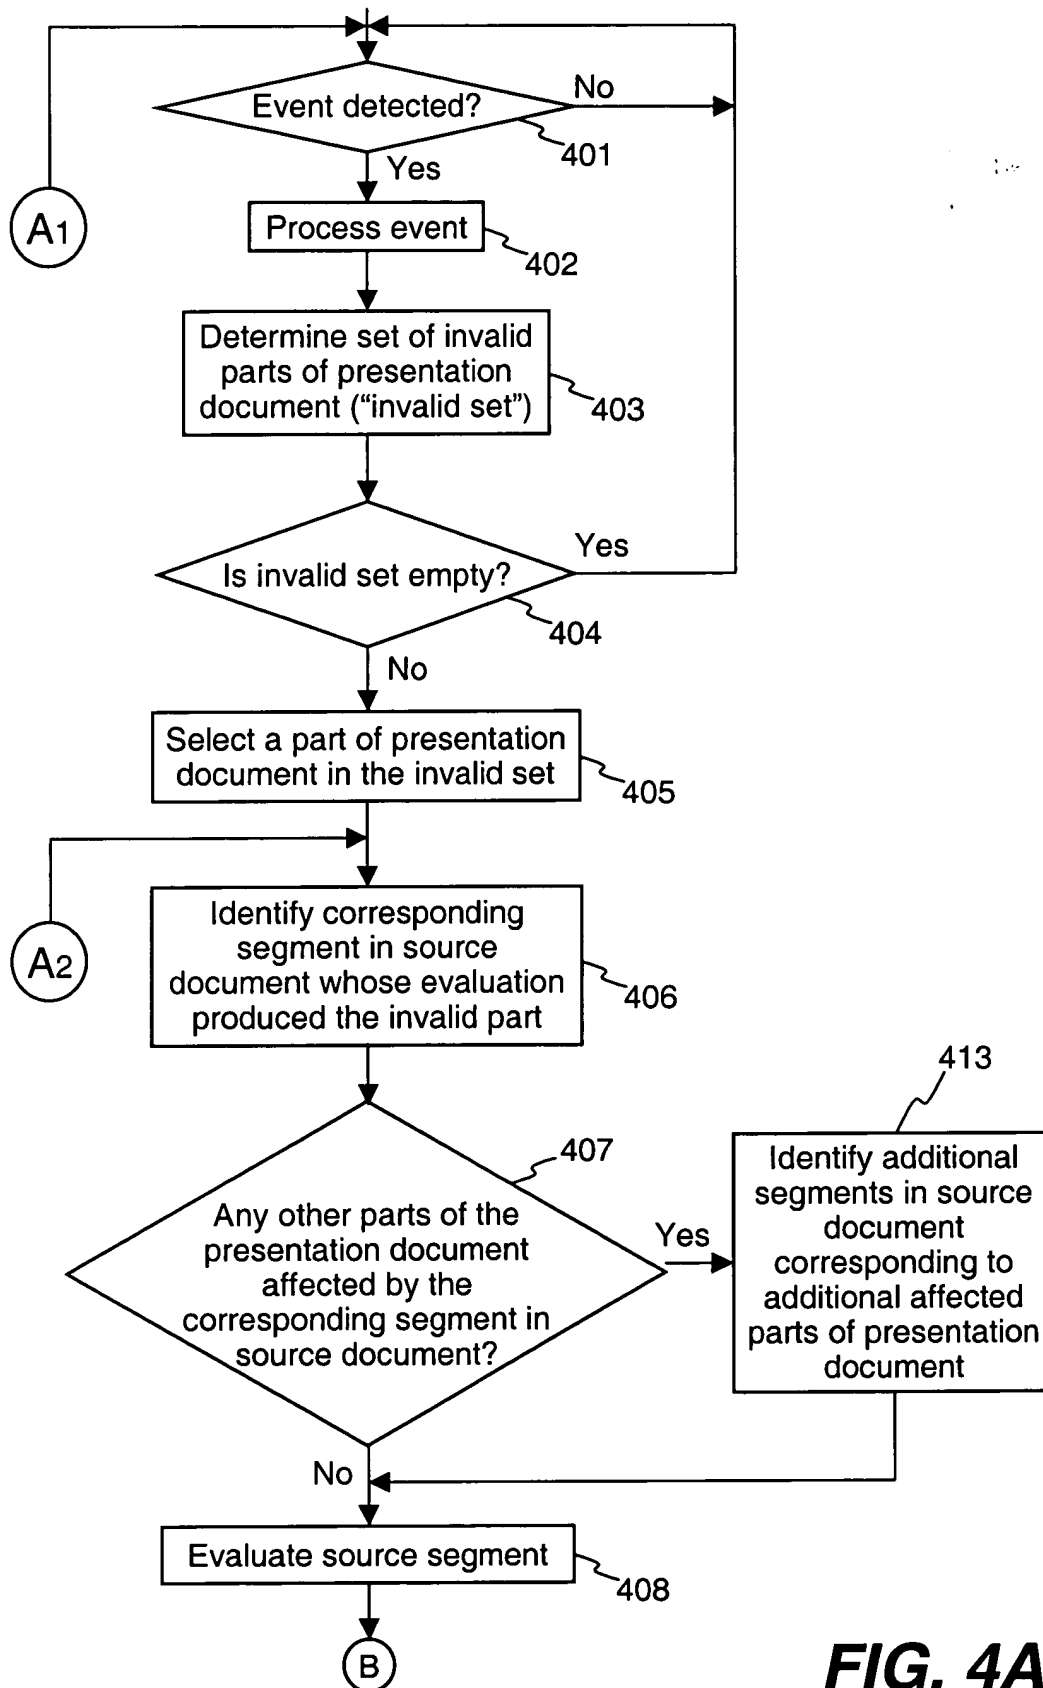 Event detected?
No
401
Yes
A1
Process event
402
Determine set of invalid
parts of presentation
document (“invalid set”)
403
Is invalid set empty?
Yes
404
No
Select a part of presentation
document in the invalid set
405
A2
Identify corresponding
segment in source
document whose evaluation
produced the invalid part
406
413
407
Any other parts of the
presentation document
affected by the
corresponding segment in
source document?
Yes
Identify additional
segments in source
document
corresponding to
additional affected
parts of presentation
document
No
Evaluate source segment
408
B
FIG. 4A